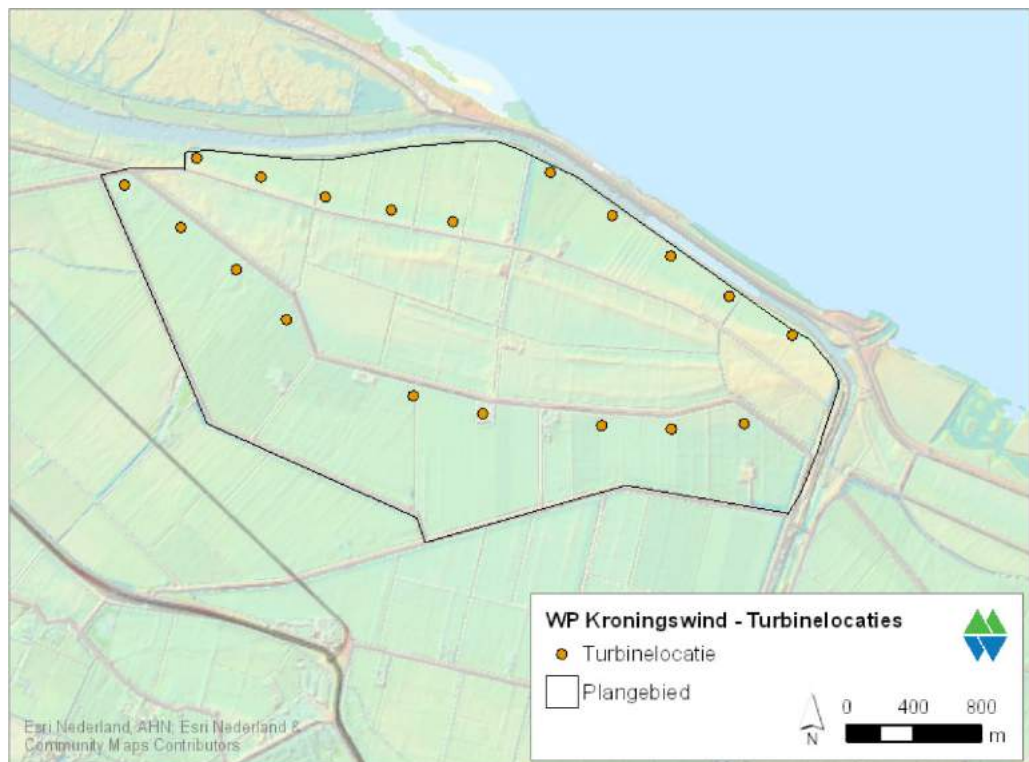 WP Kroningswind - Turbinelocaties
Turbinelocatie
Plangebied
N
0 400 800
m
Esri Nederland, AHN; Esri Nederland &
Community Maps Contributors